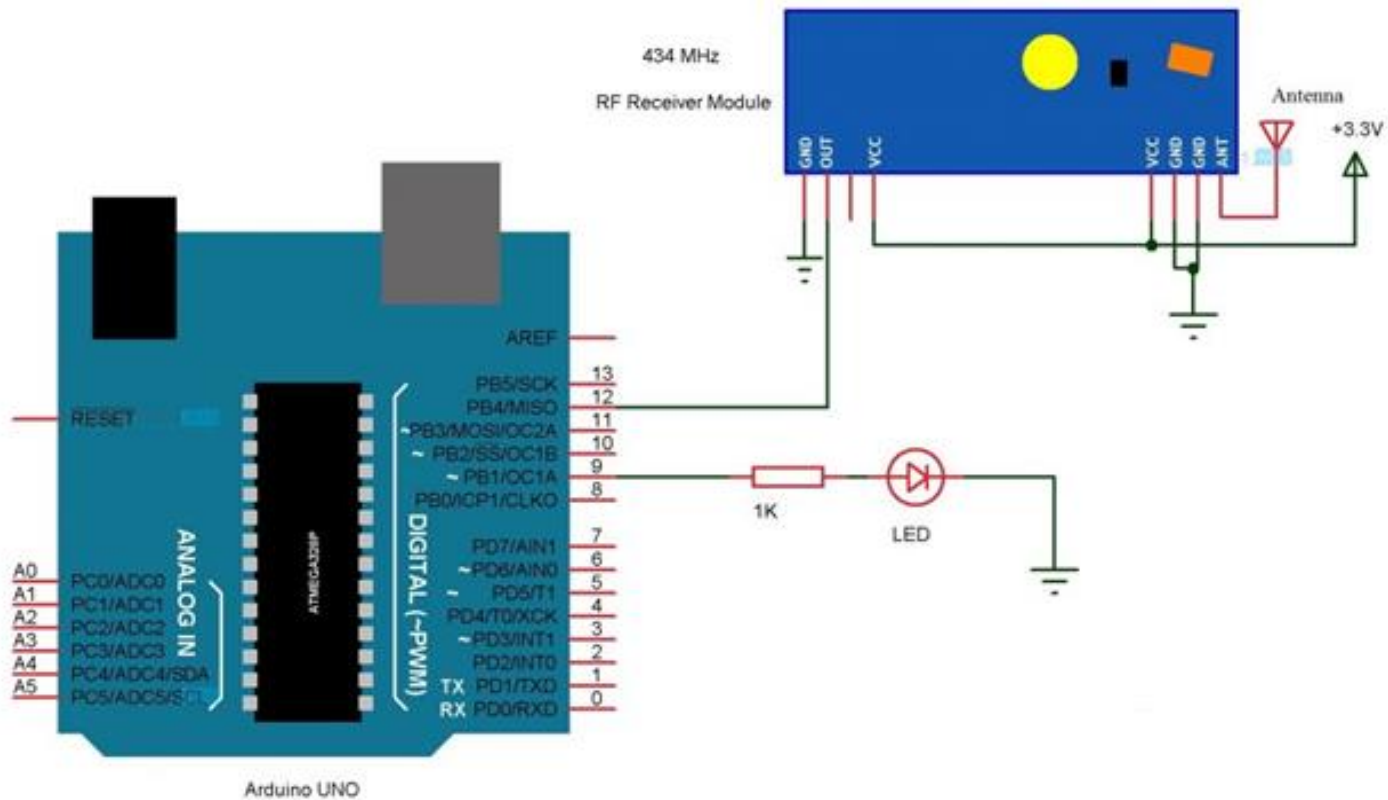 434 MHz
RF Receiver Module
GND
OUT
VCC
VCC
GND
GND
ANT
Antenna
+3.3V
AREF
PB5/SCK 13
PB4/MISO 12
~PB3/MOSI/OC2A 11
~ PB2/SS/OC1B 10
~ PB1/OC1A 9
PB0/ICP1/CLKO 8
PD7/AIN1 7
~PD6/AIN0 6
~ PD5/T1 5
PD4/T0/XCK 4
~PD3/INT1 3
PD2/INT0 2
TX PD1/TXD 1
RX PD0/RXD 0
RESET
ATMEGA328P
ANALOG IN
DIGITAL (~PWM)
A0 PC0/ADC0
A1 PC1/ADC1
A2 PC2/ADC2
A3 PC3/ADC3
A4 PC4/ADC4/SDA
A5 PC5/ADC5/SCL
1K
LED
Arduino UNO